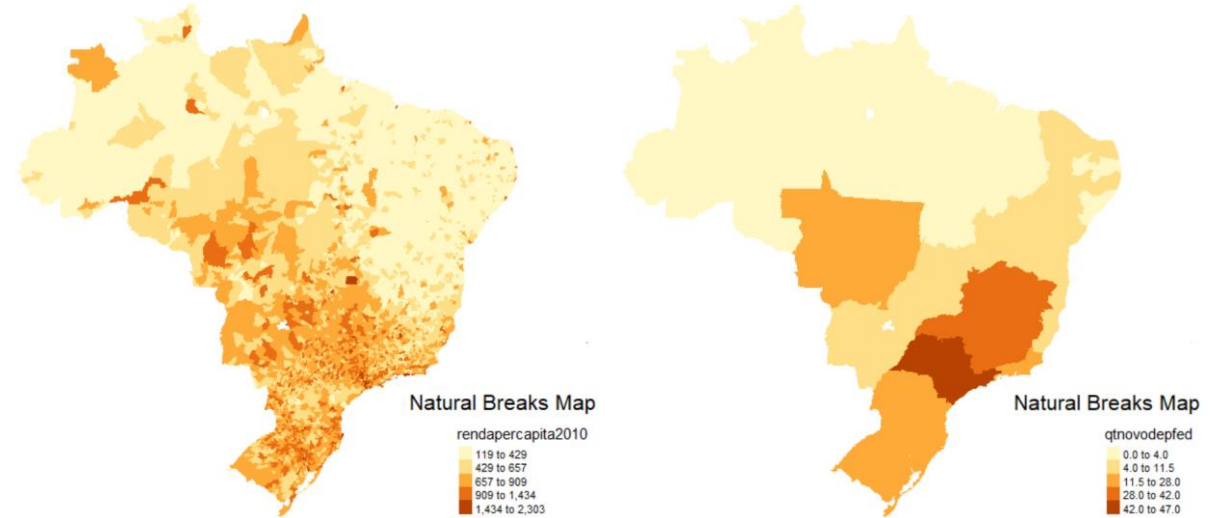 Natural Breaks Map
rendapercapita2010
119 to 429
429 to 657
657 to 909
909 to 1,434
1,434 to 2,303
Natural Breaks Map
qtnovodepfed
0.0 to 4.0
4.0 to 11.5
11.5 to 28.0
28.0 to 42.0
42.0 to 47.0